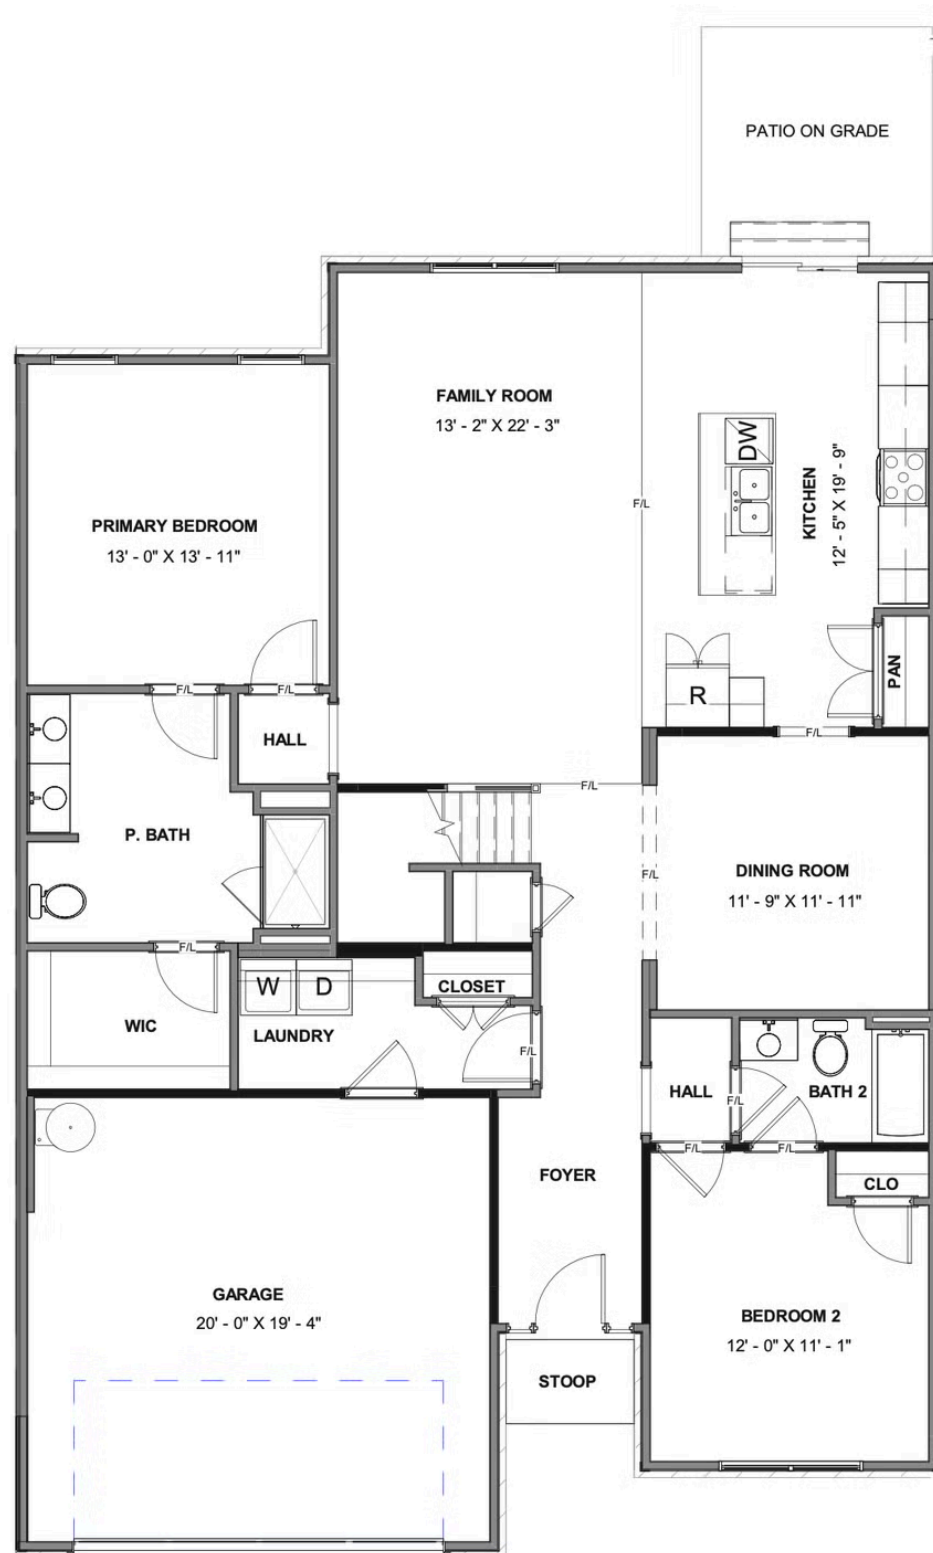 PATIO ON GRADE
FAMILY ROOM
13' - 2" X 22' - 3"
DW
KITCHEN
12' - 5" X 19' - 9"
F/L
PRIMARY BEDROOM
13' - 0" X 13' - 11"
F/L
F/L
R
PAN
F/L
HALL
F/L
P. BATH
DINING ROOM
11' - 9" X 11' - 11"
F/L
F/L
W
D
CLOSET
WIC
LAUNDRY
F/L
HALL
F/L
BATH 2
F/L
F/L
FOYER
CLO
GARAGE
20' - 0" X 19' - 4"
BEDROOM 2
12' - 0" X 11' - 1"
STOOP